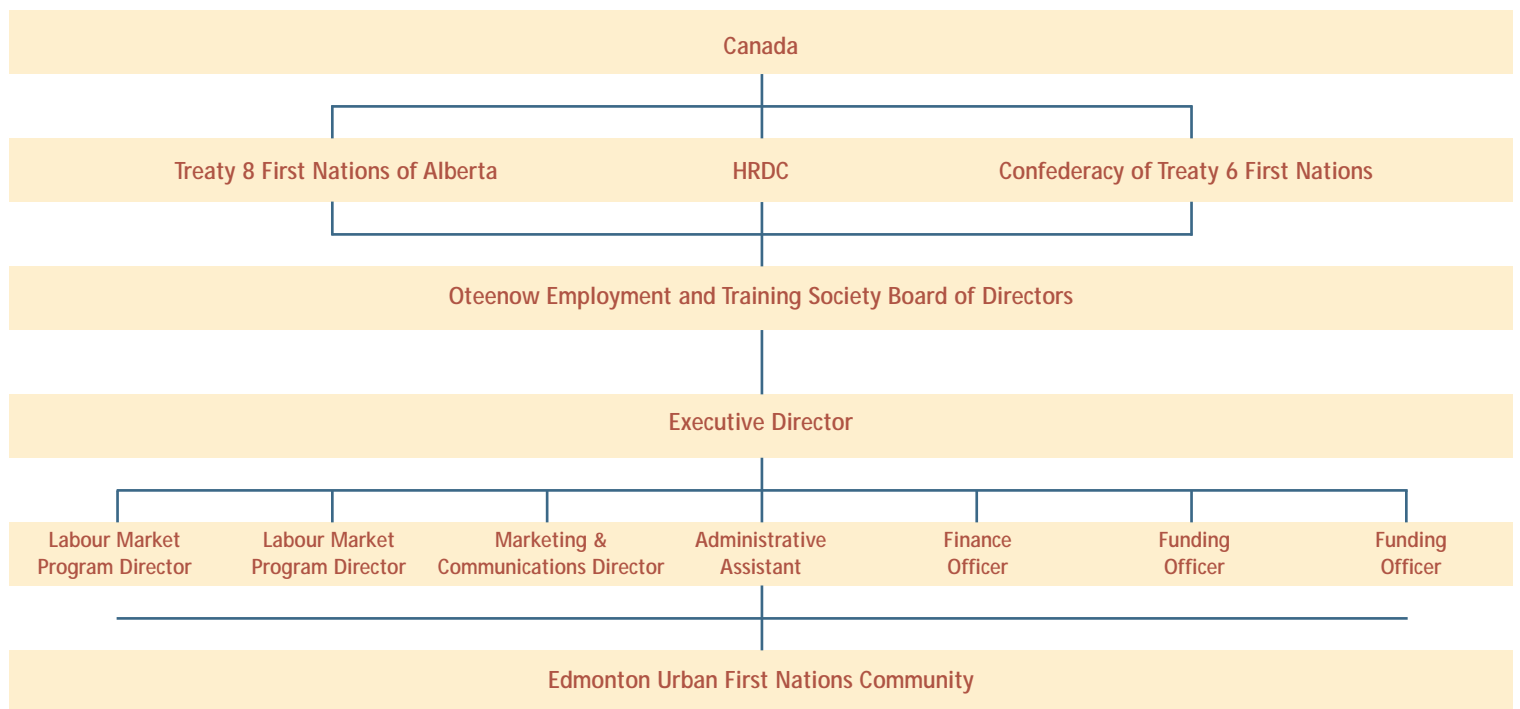 Canada
Treaty 8 First Nations of Alberta
HRDC
Confederacy of Treaty 6 First Nations
Oteenow Employment and Training Society Board of Directors
Executive Director
Labour Market
Program Director
Labour Market
Program Director
Marketing &
Communications Director
Administrative
Assistant
Finance
Officer
Funding
Officer
Funding
Officer
Edmonton Urban First Nations Community